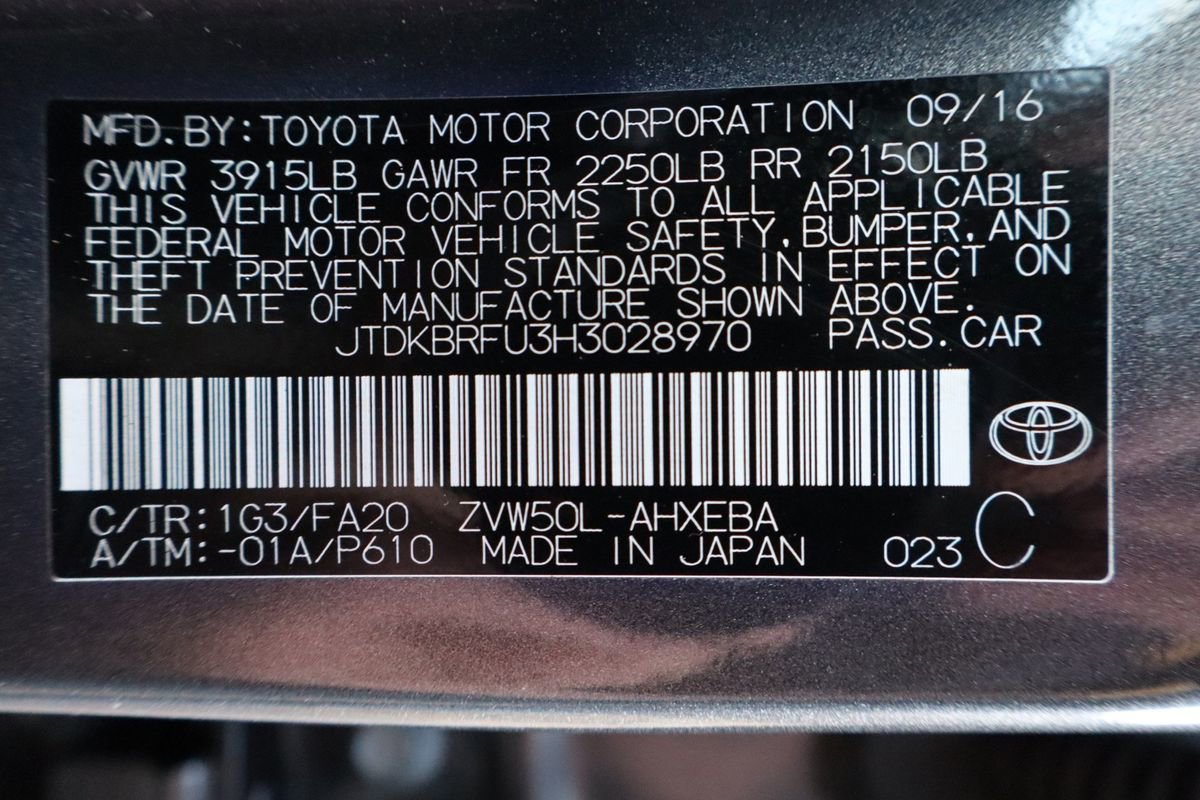 MFD.BY:TOYOTA MOTOR CORPORATION 09/16
GVWR 3915LB GAWR FR 2250LB RR 2150LB
THIS VEHICLE CONFORMS TO ALL APPLICABLE
FEDERAL MOTOR VEHICLE SAFETY,BUMPER,AND
THEFT PREVENTION STANDARDS IN EFFECT ON
THE DATE OF MANUFACTURE SHOWN ABOVE.
JTDKBRFU3H3028970 PASS.CAR
C/TR:1G3/FA20 ZVW50L-AHXEBA
A/TM:-01A/P610 MADE IN JAPAN 023 C